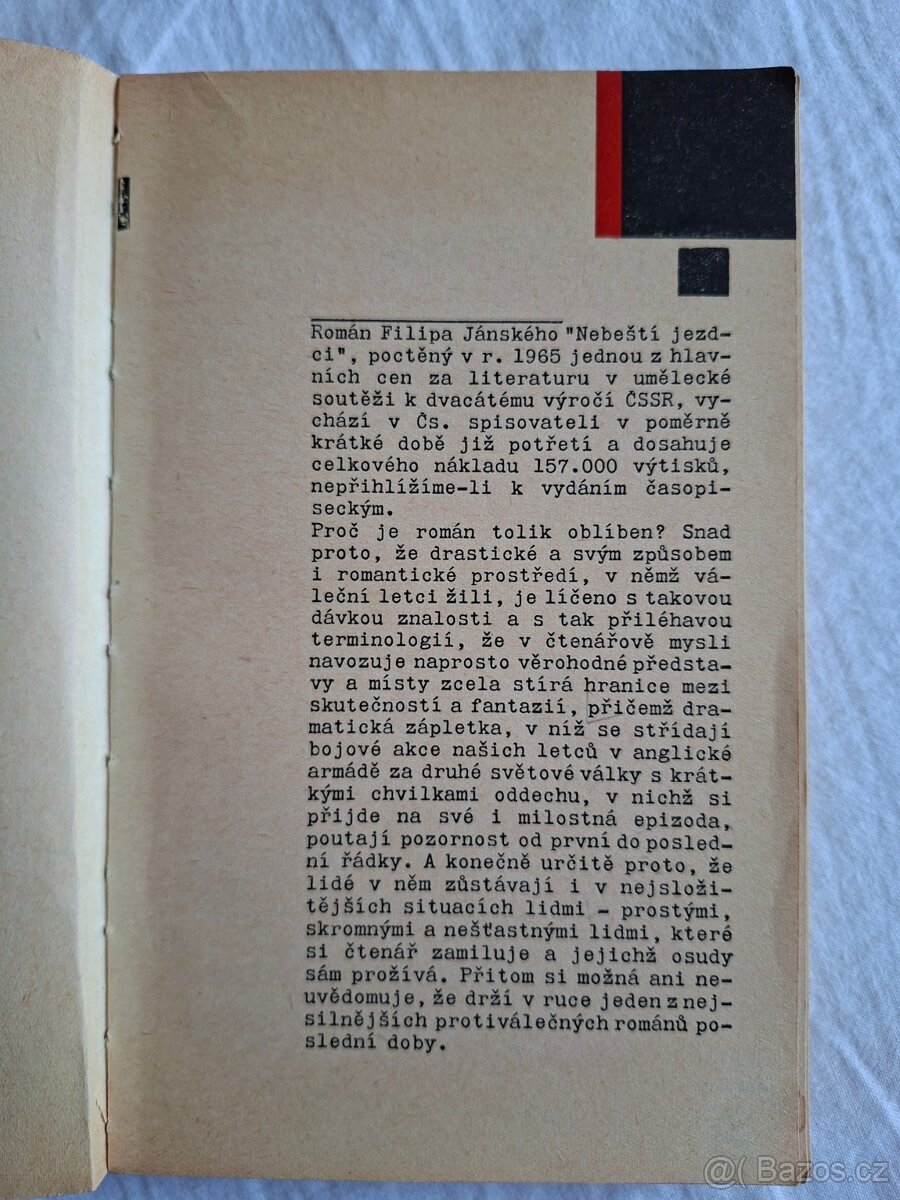 Román Filipa Jánského "Nebeští jezd-
ci", poctěný v r. 1965 jednou z hlav-
ních cen za literaturu v umělecké
soutěži k dvacátému výročí ČSSR, vy-
chází v Čs. spisovateli v poměrně
krátké době již potřetí a dosahuje
celkového nákladu 157.000 výtisků,
nepřihlížíme-li k vydáním časopi-
seckým.
Proč je román tolik oblíben? Snad
proto, že drastické a svým způsobem
i romantické prostředí, v němž vá-
leční letci žili, je líčeno s takovou
dávkou znalosti a s tak přiléhavou
terminologií, že v čtenářově mysli
navozuje naprosto věrohodné předsta-
vy a místy zcela stírá hranice mezi
skutečností a fantazií, přičemž dra-
matická zápletka, v níž se střídají
bojové akce našich letců v anglické
armádě za druhé světové války s krát-
kými chvilkami oddechu, v nichž si
přijde na své i milostná epizoda,
poutají pozornost od první do posled-
ní řádky. A konečně určitě proto, že
lidé v něm zůstávají i v nejsloži-
tějších situacích lidmi - prostými,
skromnými a nešťastnými lidmi, které
si čtenář zamiluje a jejichž osudy
sám prožívá. Přitom si možná ani ne-
uvědomuje, že drží v ruce jeden z nej-
silnějších protiválečných románů po-
slední doby.
@( Bazos.cz